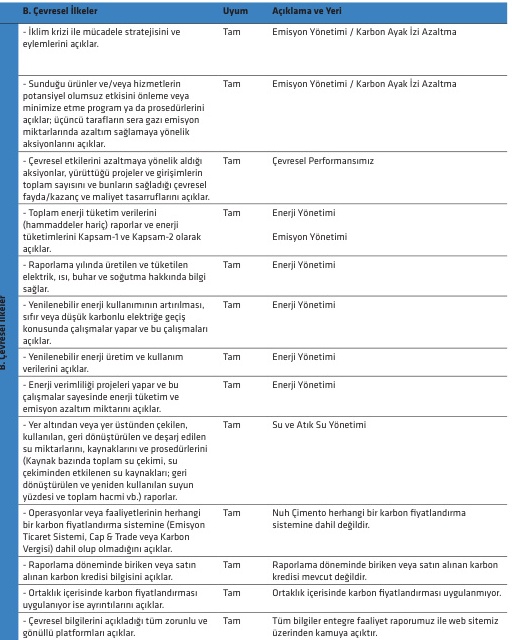 B. Çevresel İlkeler Uyum Açıklama ve Yeri
- İklim krizi ile mücadele stratejisini ve Tam Emisyon Yönetimi / Karbon Ayak İzi Azaltma
eylemlerini açıklar.
- Sunduğu ürünler ve/veya hizmetlerin Tam Emisyon Yönetimi / Karbon Ayak İzi Azaltma
potansiyel olumsuz etkisini önleme veya
minimize etme program ya da prosedürlerini
açıklar; üçüncü tarafların sera gazı emisyon
miktarlarında azaltım sağlamaya yönelik
aksiyonlarını açıklar.
- Çevresel etkilerini azaltmaya yönelik aldığı Tam Çevresel Performansımız
aksiyonlar, yürüttüğü projeler ve girişimlerin
toplam sayısını ve bunların sağladığı çevresel
fayda/kazanç ve maliyet tasarruflarını açıklar.
- Toplam enerji tüketim verilerini Tam Enerji Yönetimi
(hammaddeler hariç) raporlar ve enerji
tüketimlerini Kapsam-1 ve Kapsam-2 olarak Emisyon Yönetimi
açıklar.
- Raporlama yılında üretilen ve tüketilen Tam Enerji Yönetimi
elektrik, ısı, buhar ve soğutma hakkında bilgi
sağlar.
- Yenilenebilir enerji kullanımının artırılması, Tam Enerji Yönetimi
sıfır veya düşük karbonlu elektriğe geçiş
konusunda çalışmalar yapar ve bu çalışmaları
açıklar.
- Yenilenebilir enerji üretim ve kullanım Tam Enerji Yönetimi
verilerini açıklar.
- Enerji verimliliği projeleri yapar ve bu Tam Enerji Yönetimi
çalışmalar sayesinde enerji tüketim ve
emisyon azaltım miktarını açıklar.
- Yer altından veya yer üstünden çekilen, Tam Su ve Atık Su Yönetimi
kullanılan, geri dönüştürülen ve deşarj edilen
su miktarlarını, kaynaklarını ve prosedürlerini
(Kaynak bazında toplam su çekimi, su
çekiminden etkilenen su kaynakları; geri
dönüştürülen ve yeniden kullanılan suyun
yüzdesi ve toplam hacmi vb.) raporlar.
- Operasyonlar veya faaliyetlerinin herhangi Tam Nuh Çimento herhangi bir karbon fiyatlandırma
bir karbon fiyatlandırma sistemine (Emisyon sistemine dahil değildir.
Ticaret Sistemi, Cap & Trade veya Karbon
Vergisi) dahil olup olmadığını açıklar.
- Raporlama döneminde biriken veya satın Tam Raporlama döneminde biriken veya satın alınan karbon
alınan karbon kredisi bilgisini açıklar. kredisi mevcut değildir.
- Ortaklık içerisinde karbon fiyatlandırması Tam Ortaklık içerisinde karbon fiyatlandırması uygulanmıyor.
uygulanıyor ise ayrıntılarını açıklar.
- Çevresel bilgilerini açıkladığı tüm zorunlu ve Tam Tüm bilgiler entegre faaliyet raporumuz ile web sitemiz
gönüllü platformları açıklar. üzerinden kamuya açıktır.
B. Çevresel İlkeler